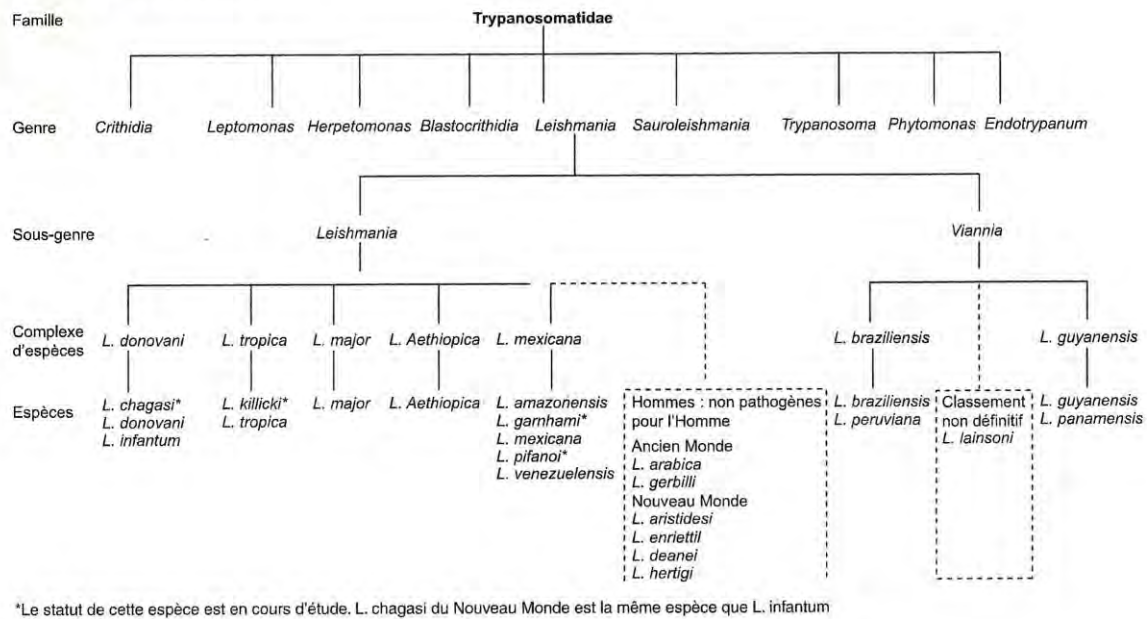 Famille Trypanosomatidae
Genre Crithidia Leptomonas Herpetomonas Blastocrithidia Leishmania Sauroleishmania Trypanosoma Phytomonas Endotrypanum
Sous-genre Leishmania Viannia
Complexe
d'espèces L. donovani L. tropica L. major L. Aethiopica L. mexicana L. braziliensis L. guyanensis
Espèces L. chagasi* L. killicki* L. major L. Aethiopica L. amazonensis Hommes : non pathogènes L. braziliensis Classement L. guyanensis
L. donovani L. tropica L. garnhami* pour l'Homme L. peruviana non définitif L. panamensis
L. infantum L. mexicana L. lainsoni
L. pifanoi* Ancien Monde
L. venezuelensis L. arabica
L. gerbilli
Nouveau Monde
L. aristidesi
L. enriettil
L. deanei
L. hertigi
*Le statut de cette espèce est en cours d'étude. L. chagasi du Nouveau Monde est la même espèce que L. infantum